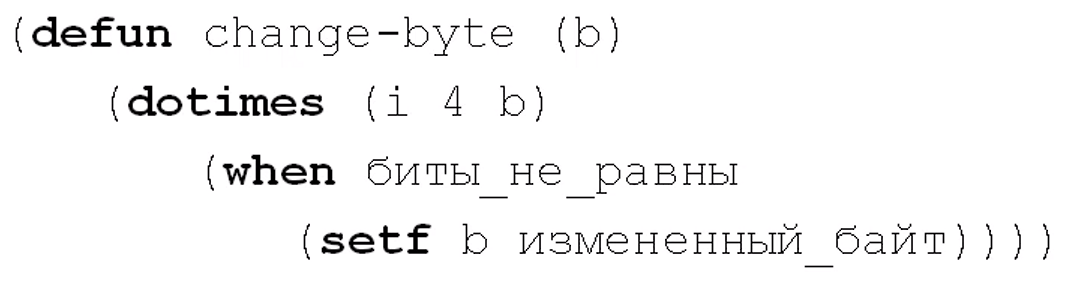 (defun change-byte (b)
(dotimes (i 4 b)
(when биты_не_равны
(setf b измененный_байт))))